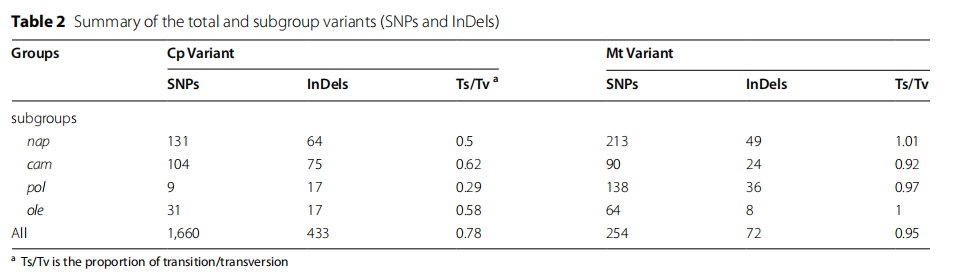 Table 2 Summary of the total and subgroup variants (SNPs and InDels)
Groups Cp Variant Mt Variant
SNPs InDels Ts/Tv a SNPs InDels Ts/Tv
subgroups
nap 131 64 0.5 213 49 1.01
cam 104 75 0.62 90 24 0.92
pol 9 17 0.29 138 36 0.97
ole 31 17 0.58 64 8 1
All 1,660 433 0.78 254 72 0.95
a Ts/Tv is the proportion of transition/transversion